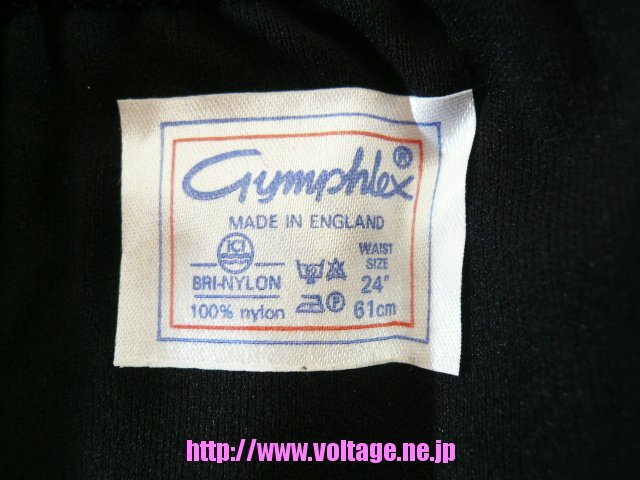 Gymphlex®
MADE IN ENGLAND
ICI
BRI-NYLON
100% nylon
P
WAIST
SIZE
24"
61cm
http://www.voltage.ne.jp